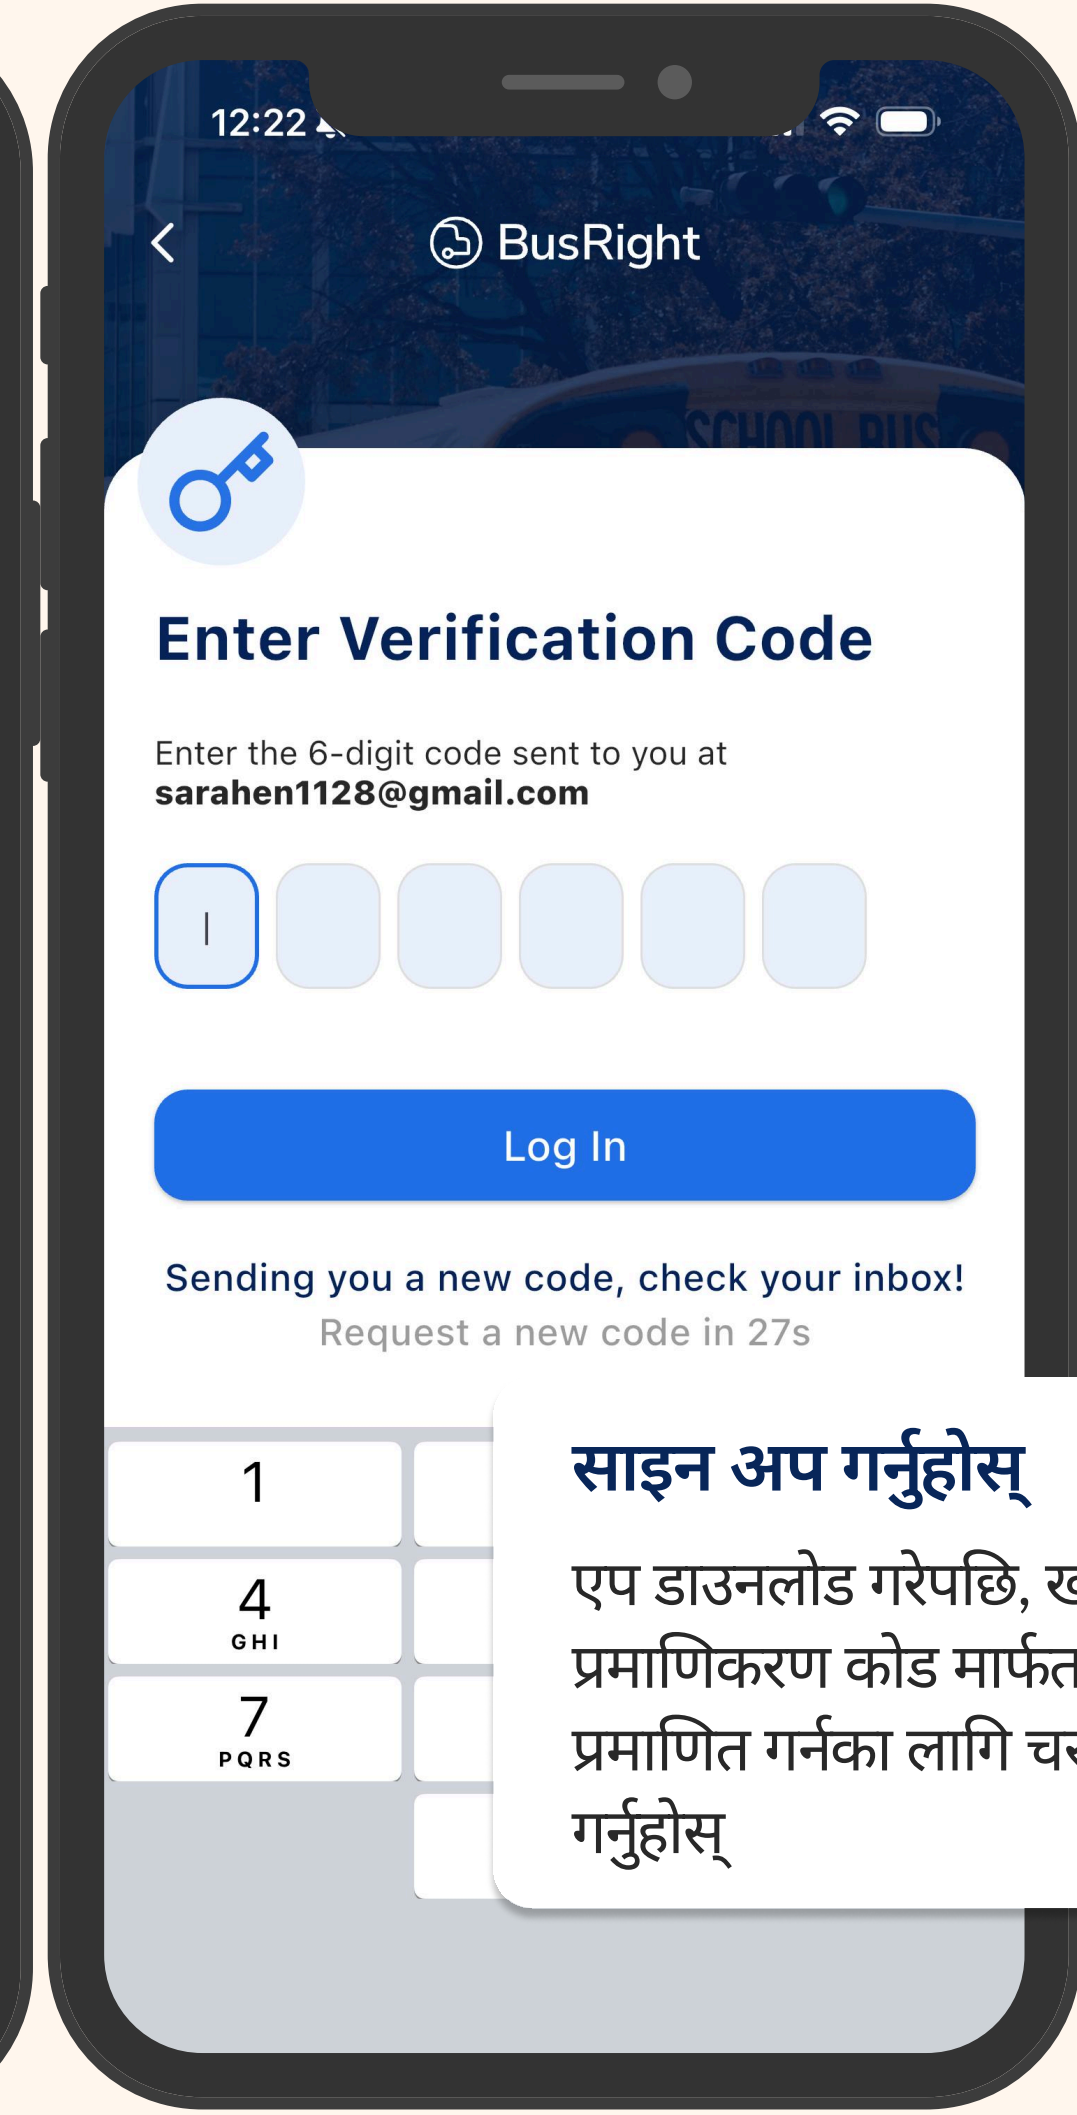 12:22
BusRight
SCHOOL BUS
Enter Verification Code
Enter the 6-digit code sent to you at
sarahen1128@gmail.com
Log In
Sending you a new code, check your inbox!
Request a new code in 27s
1
4
GHI
7
PQRS
साइन अप गर्नुहोस्
एप डाउनलोड गरेपछि,
प्रमाणिकरण कोड मार्फत
प्रमाणित गर्नका लागि
गर्नुहोस्